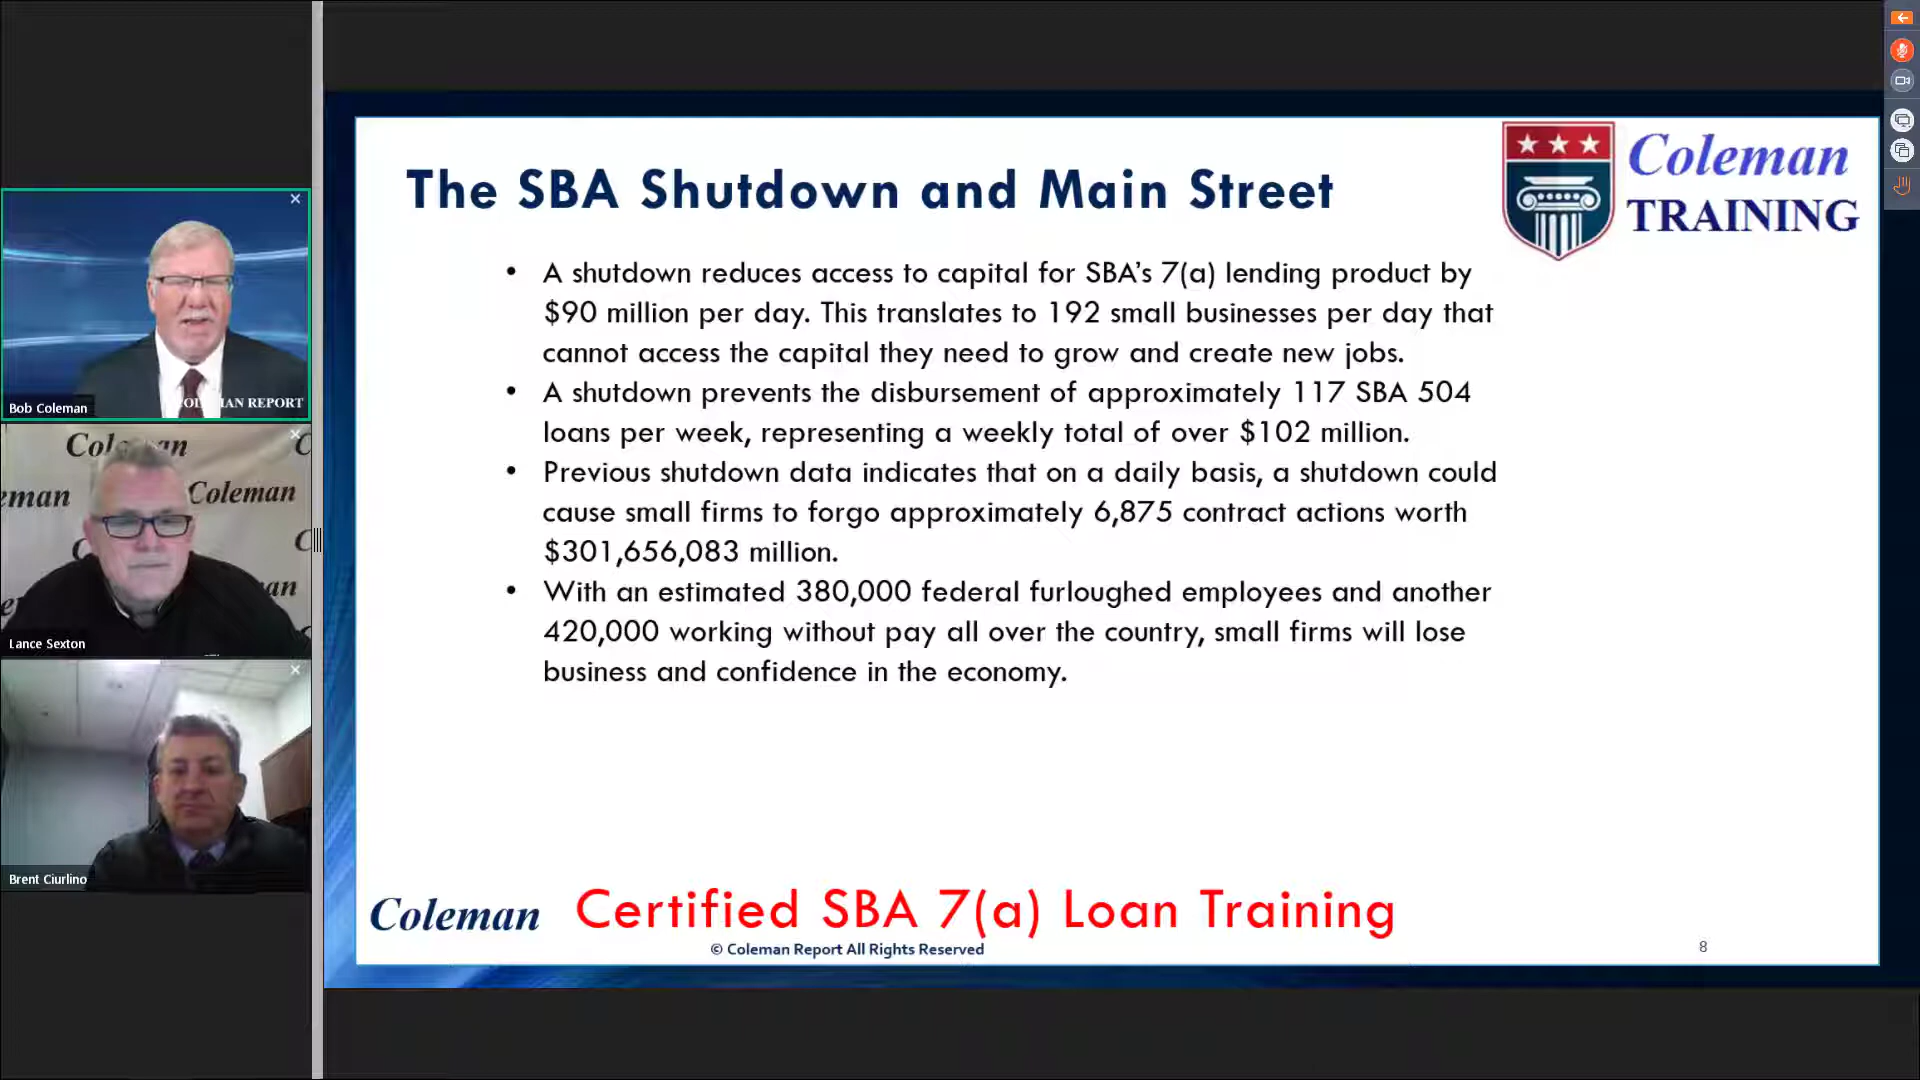 The SBA Shutdown and Main Street
Coleman
TRAINING
• A shutdown reduces access to capital for SBA’s 7(a) lending product by
$90 million per day. This translates to 192 small businesses per day that
cannot access the capital they need to grow and create new jobs.
• A shutdown prevents the disbursement of approximately 117 SBA 504
loans per week, representing a weekly total of over $102 million.
• Previous shutdown data indicates that on a daily basis, a shutdown could
cause small firms to forgo approximately 6,875 contract actions worth
$301,656,083 million.
• With an estimated 380,000 federal furloughed employees and another
420,000 working without pay all over the country, small firms will lose
business and confidence in the economy.
Coleman
Certified SBA 7(a) Loan Training
© Coleman Report All Rights Reserved
8
REPORT
Bob Coleman
Coleman
Lance Sexton
Brent Ciurlino